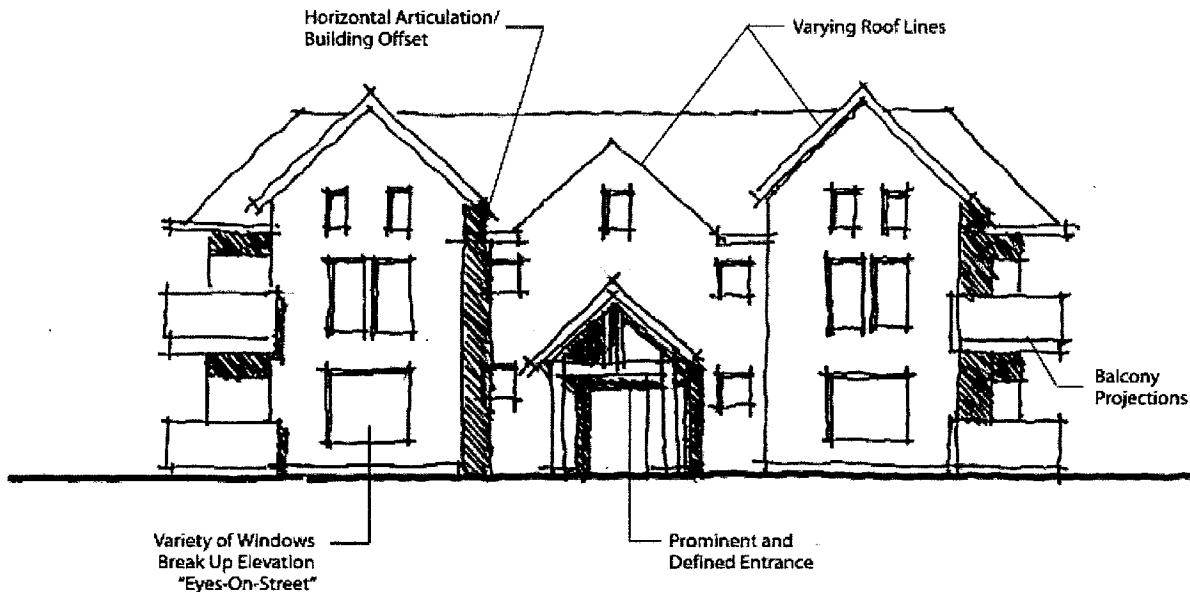 Horizontal Articulation/
Building Offset
Varying Roof Lines
Balcony
Projections
Variety of Windows
Break Up Elevation
"Eyes-On-Street"
Prominent and
Defined Entrance